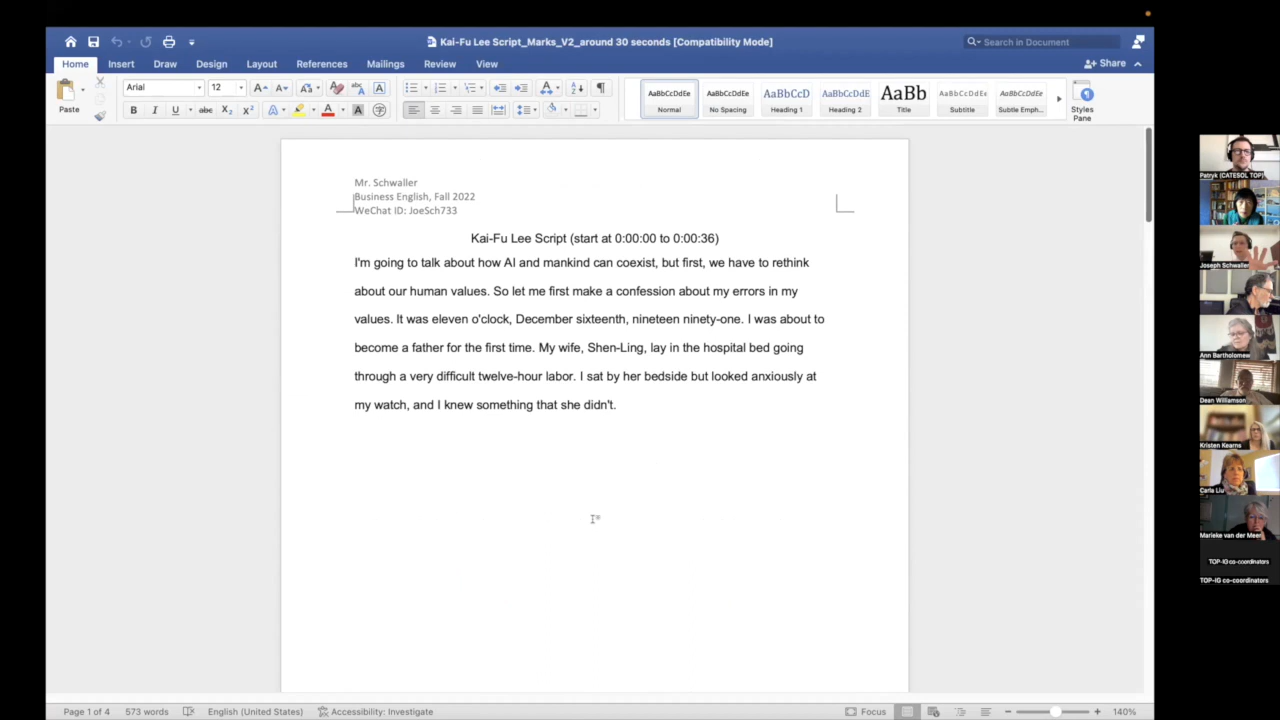 Kai-Fu Lee Script_Marks_V2_around 30 seconds [Compatibility Mode]
Search in Document
Home Insert Draw Design Layout References Mailings Review View
Share
Paste
Arial 12
AaBbCcDdEe AaBbCcDdEe AaBbCcD AaBbCcDdE AaBb AaBbCcDdEe AaBbCcDdEe
Normal No Spacing Heading 1 Heading 2 Title Subtitle Subtle Emph...
Styles
Pane
Mr. Schwaller
Business English, Fall 2022
WeChat ID: JoeSch733
Kai-Fu Lee Script (start at 0:00:00 to 0:00:36)
I'm going to talk about how AI and mankind can coexist, but first, we have to rethink
about our human values. So let me first make a confession about my errors in my
values. It was eleven o'clock, December sixteenth, nineteen ninety-one. I was about to
become a father for the first time. My wife, Shen-Ling, lay in the hospital bed going
through a very difficult twelve-hour labor. I sat by her bedside but looked anxiously at
my watch, and I knew something that she didn't.
Page 1 of 4 573 words English (United States) Accessibility: Investigate
Focus 140%
Patryk (CATESOL TOP)
Joseph Schwaller
Ann Bartholomew
Dean Williamson
Kristen Kearns
Carla Liu
Marieke van der Meer
TOP-IG co-coordinators
TOP-IG co-coordinators